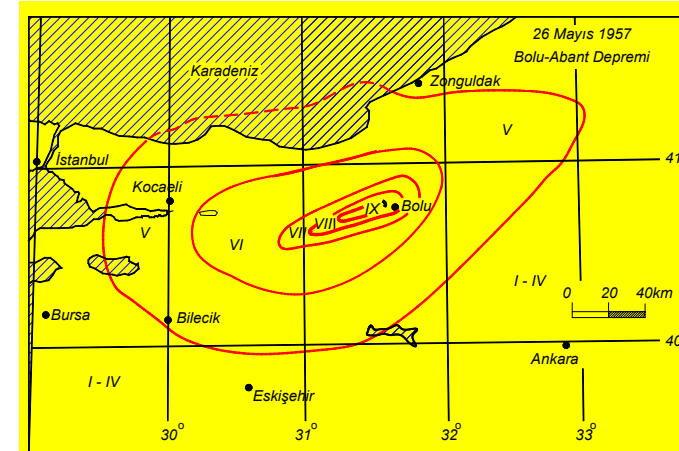 26 Mayıs 1957
Bolu-Abant Depremi
Karadeniz
Zonguldak
V
İstanbul
41
Kocaeli
IX
Bolu
VIII
VII
VI
V
I - IV
0 20 40km
Bursa
Bilecik
40
Ankara
I - IV
Eskişehir
30° 31° 32° 33°